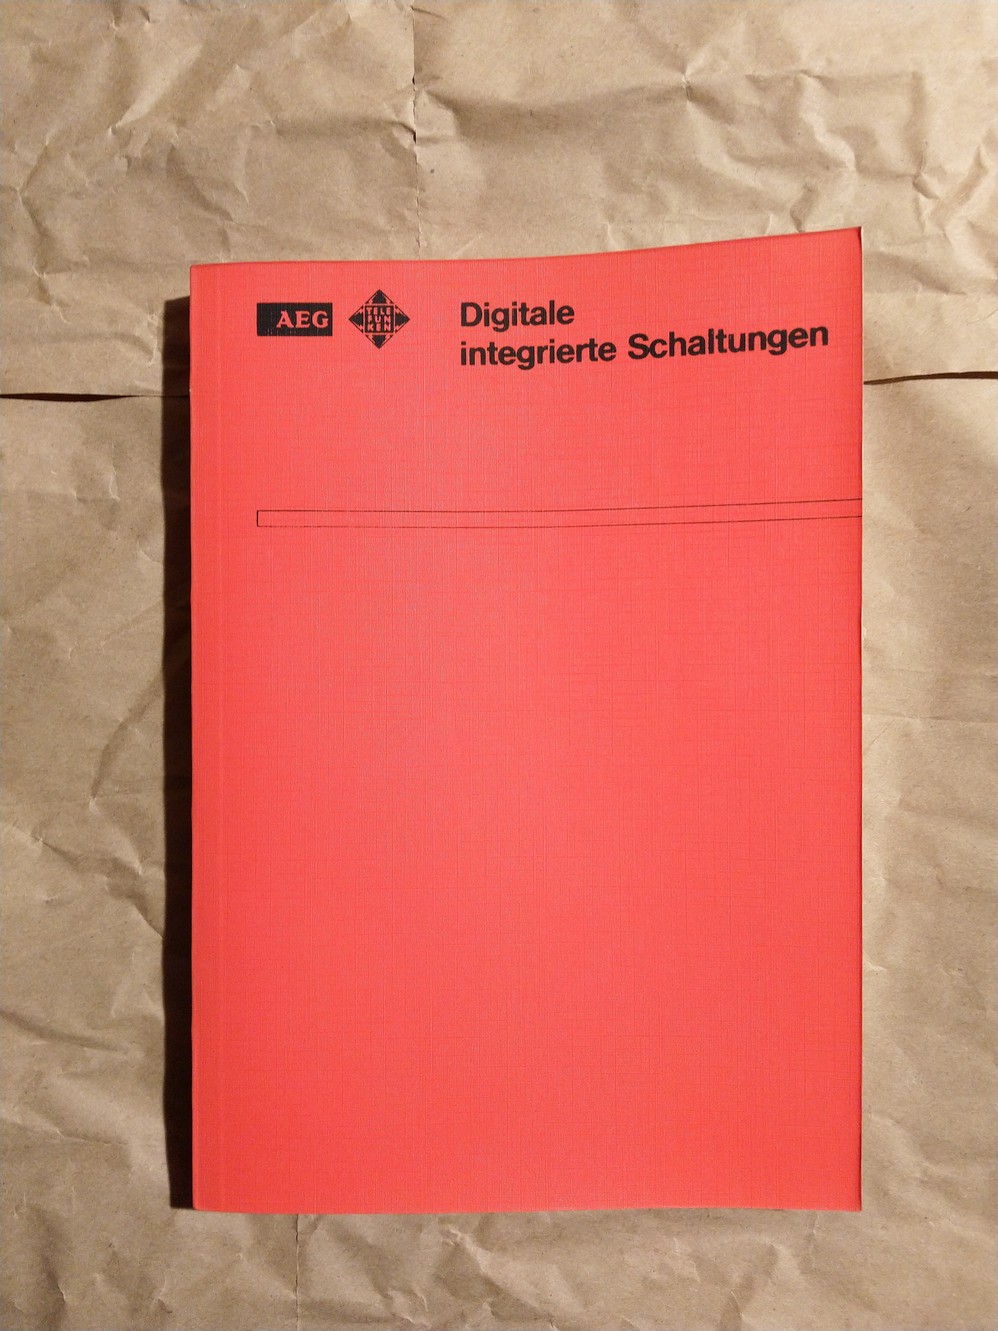 AEG
TELE
FUN
KEN
Digitale
integrierte Schaltungen